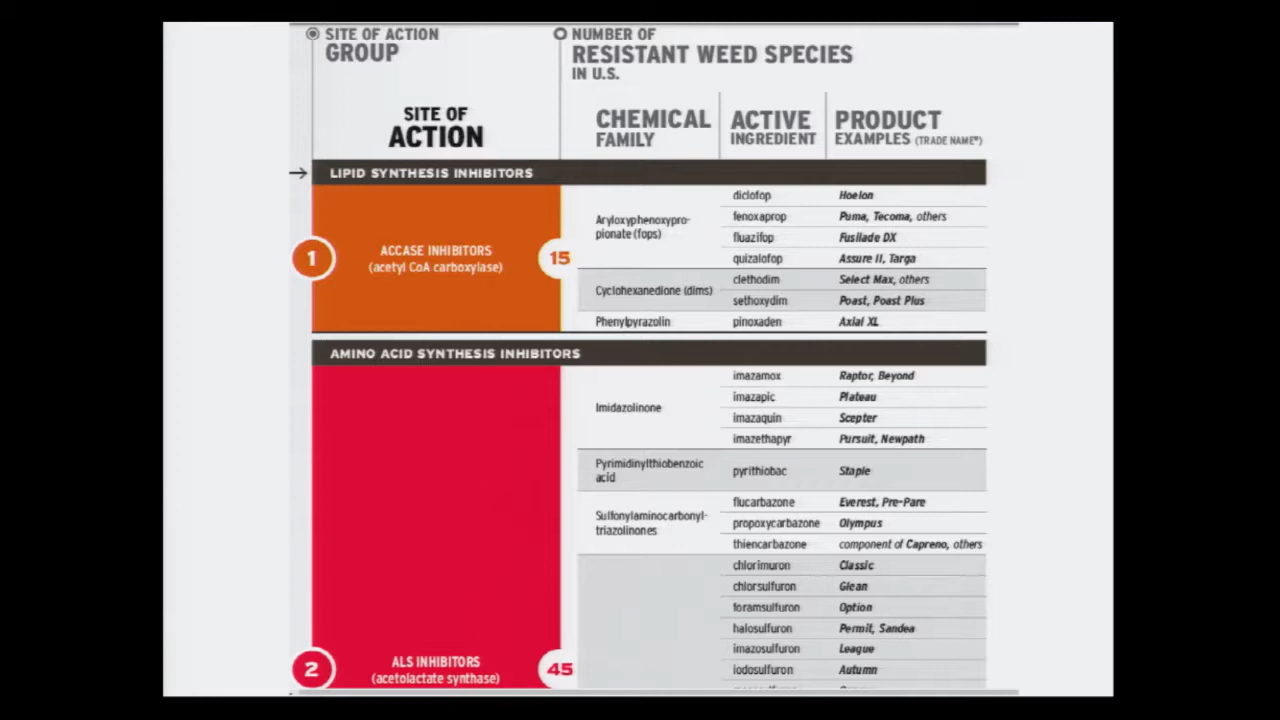 SITE OF ACTION
GROUP
NUMBER OF
RESISTANT WEED SPECIES
IN U.S.
SITE OF
ACTION
CHEMICAL
FAMILY
ACTIVE
INGREDIENT
PRODUCT
EXAMPLES (TRADE NAME*)
→ LIPID SYNTHESIS INHIBITORS
1
ACCASE INHIBITORS
(acetyl CoA carboxylase)
15
Aryloxyphenoxypro-
pionate (fops)
diclofop Hoelon
fenoxaprop Puma, Tecoma, others
fluazifop Fusilade DX
quizalofop Assure II, Targa
Cyclohexanedione (dims)
clethodim Select Max, others
sethoxydim Poast, Poast Plus
Phenylpyrazolin pinoxaden Axial XL
AMINO ACID SYNTHESIS INHIBITORS
2
ALS INHIBITORS
(acetolactate synthase)
45
Imidazolinone
imazamox Raptor, Beyond
imazapic Plateau
imazaquin Scepter
imazethapyr Pursuit, Newpath
Pyrimidinylthiobenzoic
acid
pyrithiobac Staple
Sulfonylaminocarbonyl-
triazolinones
flucarbazone Everest, Pre-Pare
propoxycarbazone Olympus
thiencarbazone component of Capreno, others
chlorimuron Classic
chlorsulfuron Glean
foramsulfuron Option
halosulfuron Permit, Sandea
imazosulfuron League
iodosulfuron Autumn